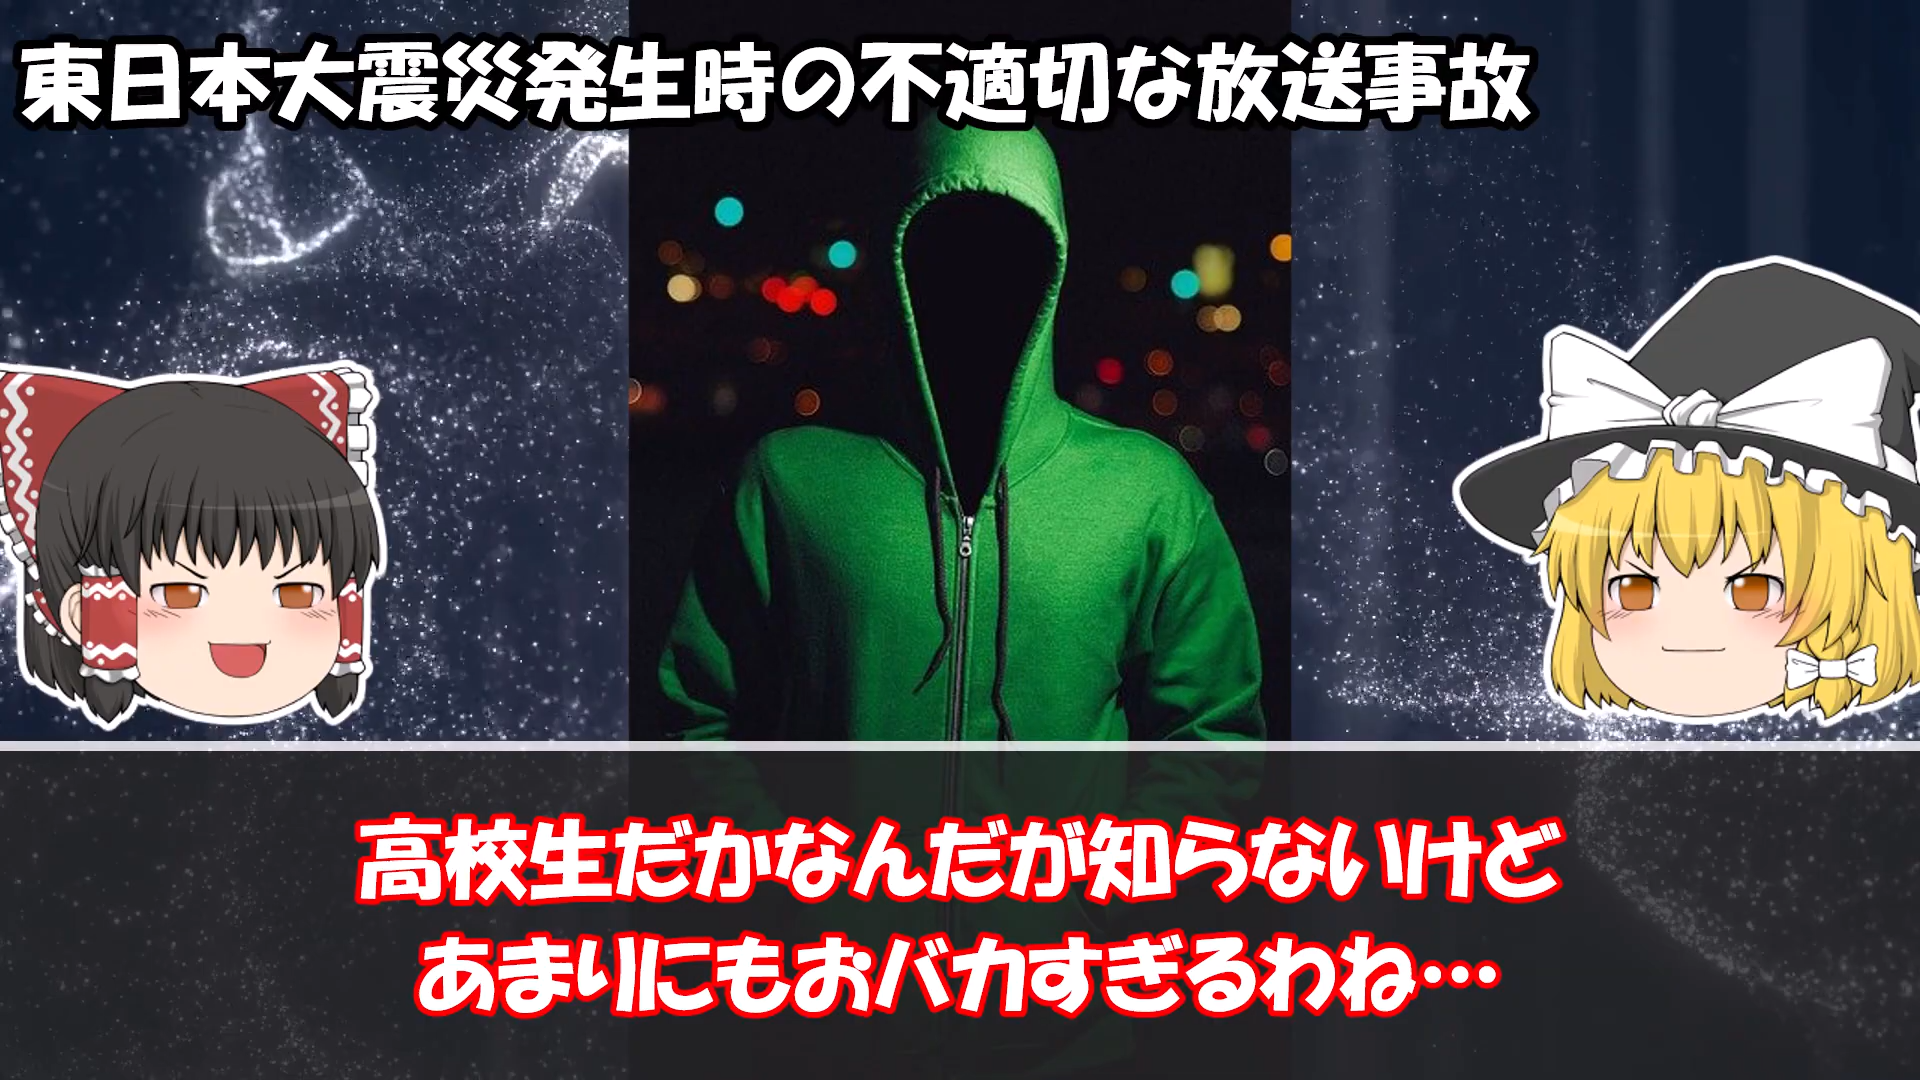 東日本大震災発生時の不適切な放送事故
高校生だかなんだが知らないけど
あまりにもおバカすぎるわね…